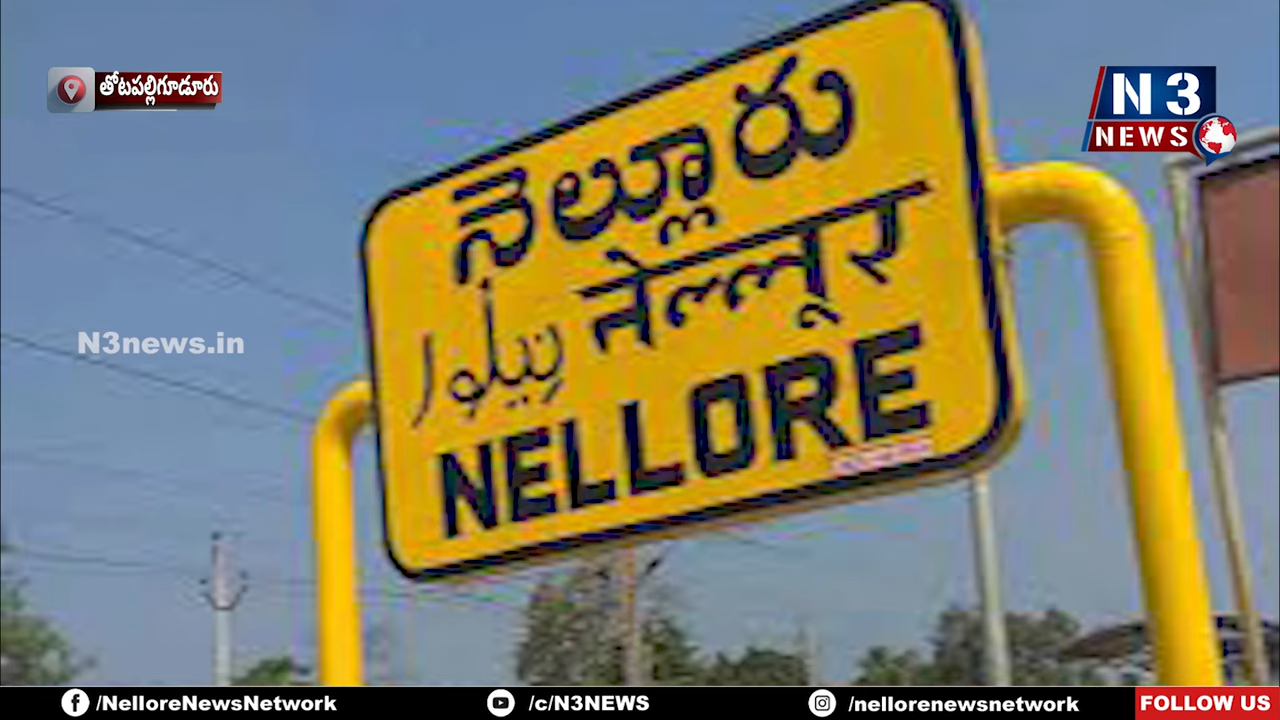 తోటపల్లిగూడూరు
N3
NEWS
నెల్లూరు
नेल्लूर
نیلور
NELLORE
N3news.in
/NelloreNewsNetwork
/c/N3NEWS
/nellorenewsnetwork
FOLLOW US